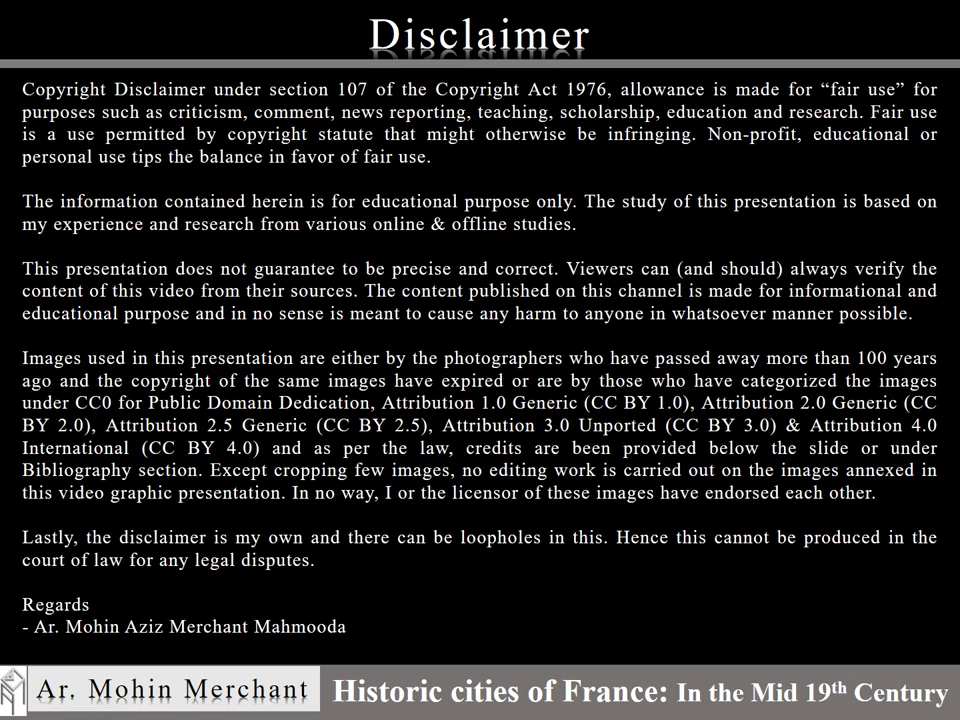 Disclaimer
Copyright Disclaimer under section 107 of the Copyright Act 1976, allowance is made for “fair use” for
purposes such as criticism, comment, news reporting, teaching, scholarship, education and research. Fair use
is a use permitted by copyright statute that might otherwise be infringing. Non-profit, educational or
personal use tips the balance in favor of fair use.
The information contained herein is for educational purpose only. The study of this presentation is based on
my experience and research from various online & offline studies.
This presentation does not guarantee to be precise and correct. Viewers can (and should) always verify the
content of this video from their sources. The content published on this channel is made for informational and
educational purpose and in no sense is meant to cause any harm to anyone in whatsoever manner possible.
Images used in this presentation are either by the photographers who have passed away more than 100 years
ago and the copyright of the same images have expired or are by those who have categorized the images
under CC0 for Public Domain Dedication, Attribution 1.0 Generic (CC BY 1.0), Attribution 2.0 Generic (CC
BY 2.0), Attribution 2.5 Generic (CC BY 2.5), Attribution 3.0 Unported (CC BY 3.0) & Attribution 4.0
International (CC BY 4.0) and as per the law, credits are been provided below the slide or under
Bibliography section. Except cropping few images, no editing work is carried out on the images annexed in
this video graphic presentation. In no way, I or the licensor of these images have endorsed each other.
Lastly, the disclaimer is my own and there can be loopholes in this. Hence this cannot be produced in the
court of law for any legal disputes.
Regards
- Ar. Mohin Aziz Merchant Mahmooda
Ar. Mohin Merchant
Historic cities of France: In the Mid 19th Century